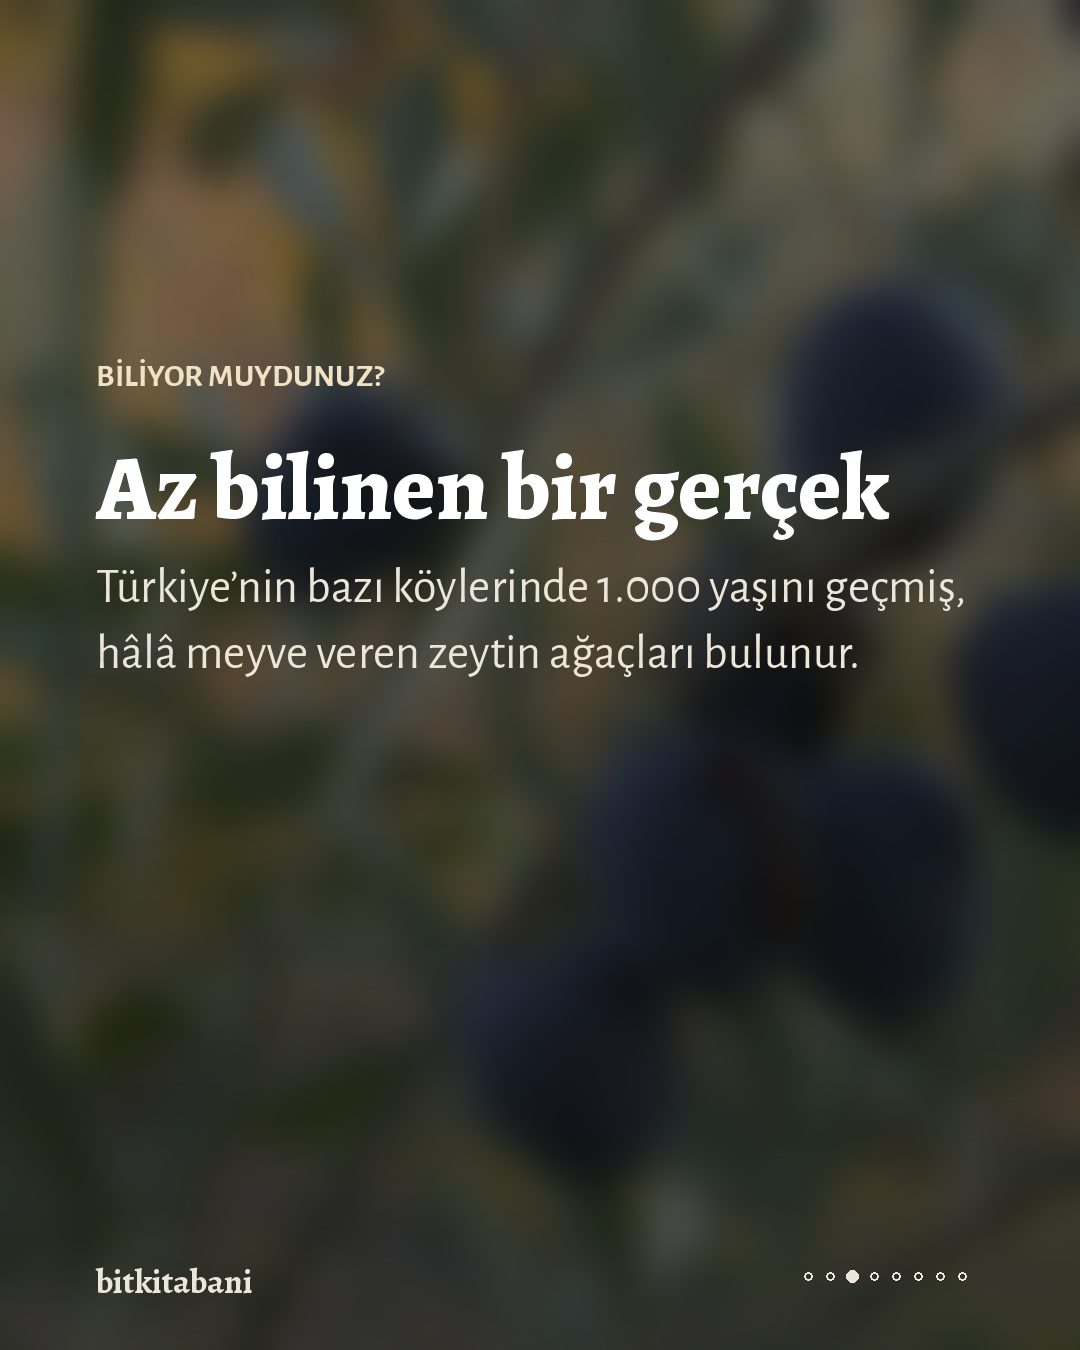 BİLİYOR MUYDUNUZ?
Az bilinen bir gerçek
Türkiye’nin bazı köylerinde 1.000 yaşını geçmiş,
hâlâ meyve veren zeytin ağaçları bulunur.
bitkitabani